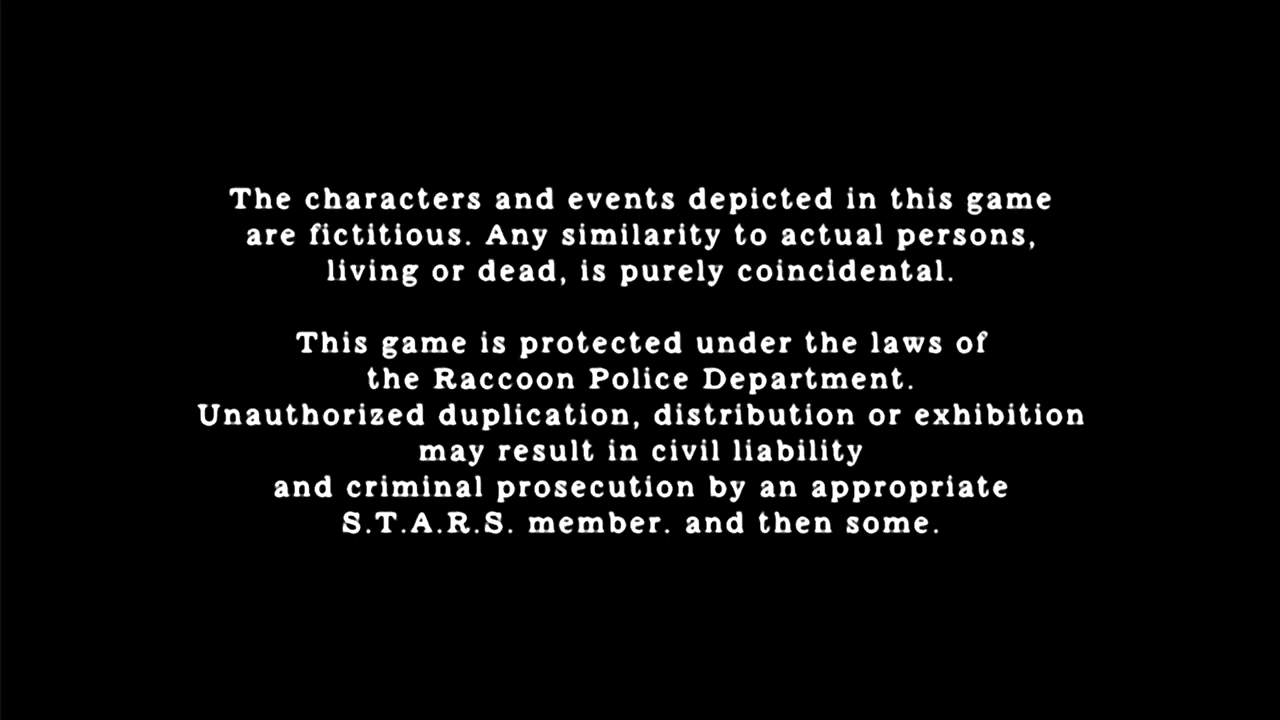 The characters and events depicted in this game
are fictitious. Any similarity to actual persons,
living or dead, is purely coincidental.
This game is protected under the laws of
the Raccoon Police Department.
Unauthorized duplication, distribution or exhibition
may result in civil liability
and criminal prosecution by an appropriate
S.T.A.R.S. member. and then some.